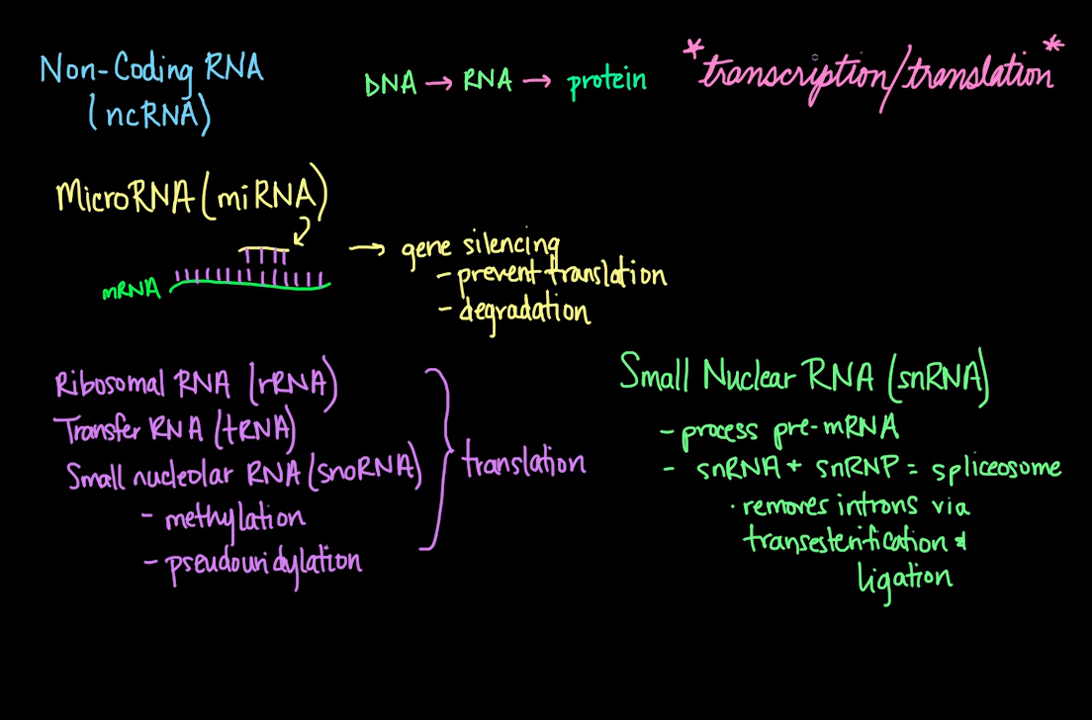 Non-Coding RNA
(ncRNA)
DNA → RNA → protein
*transcription/translation*
MicroRNA (miRNA)
mRNA
→ gene silencing
- prevent translation
- degradation
Ribosomal RNA (rRNA)
Transfer RNA (tRNA)
Small nucleolar RNA (snoRNA)
- methylation
- pseudouridylation
translation
Small Nuclear RNA (snRNA)
- process pre-mRNA
- snRNA + snRNP = spliceosome
· removes introns via
transesterification &
ligation